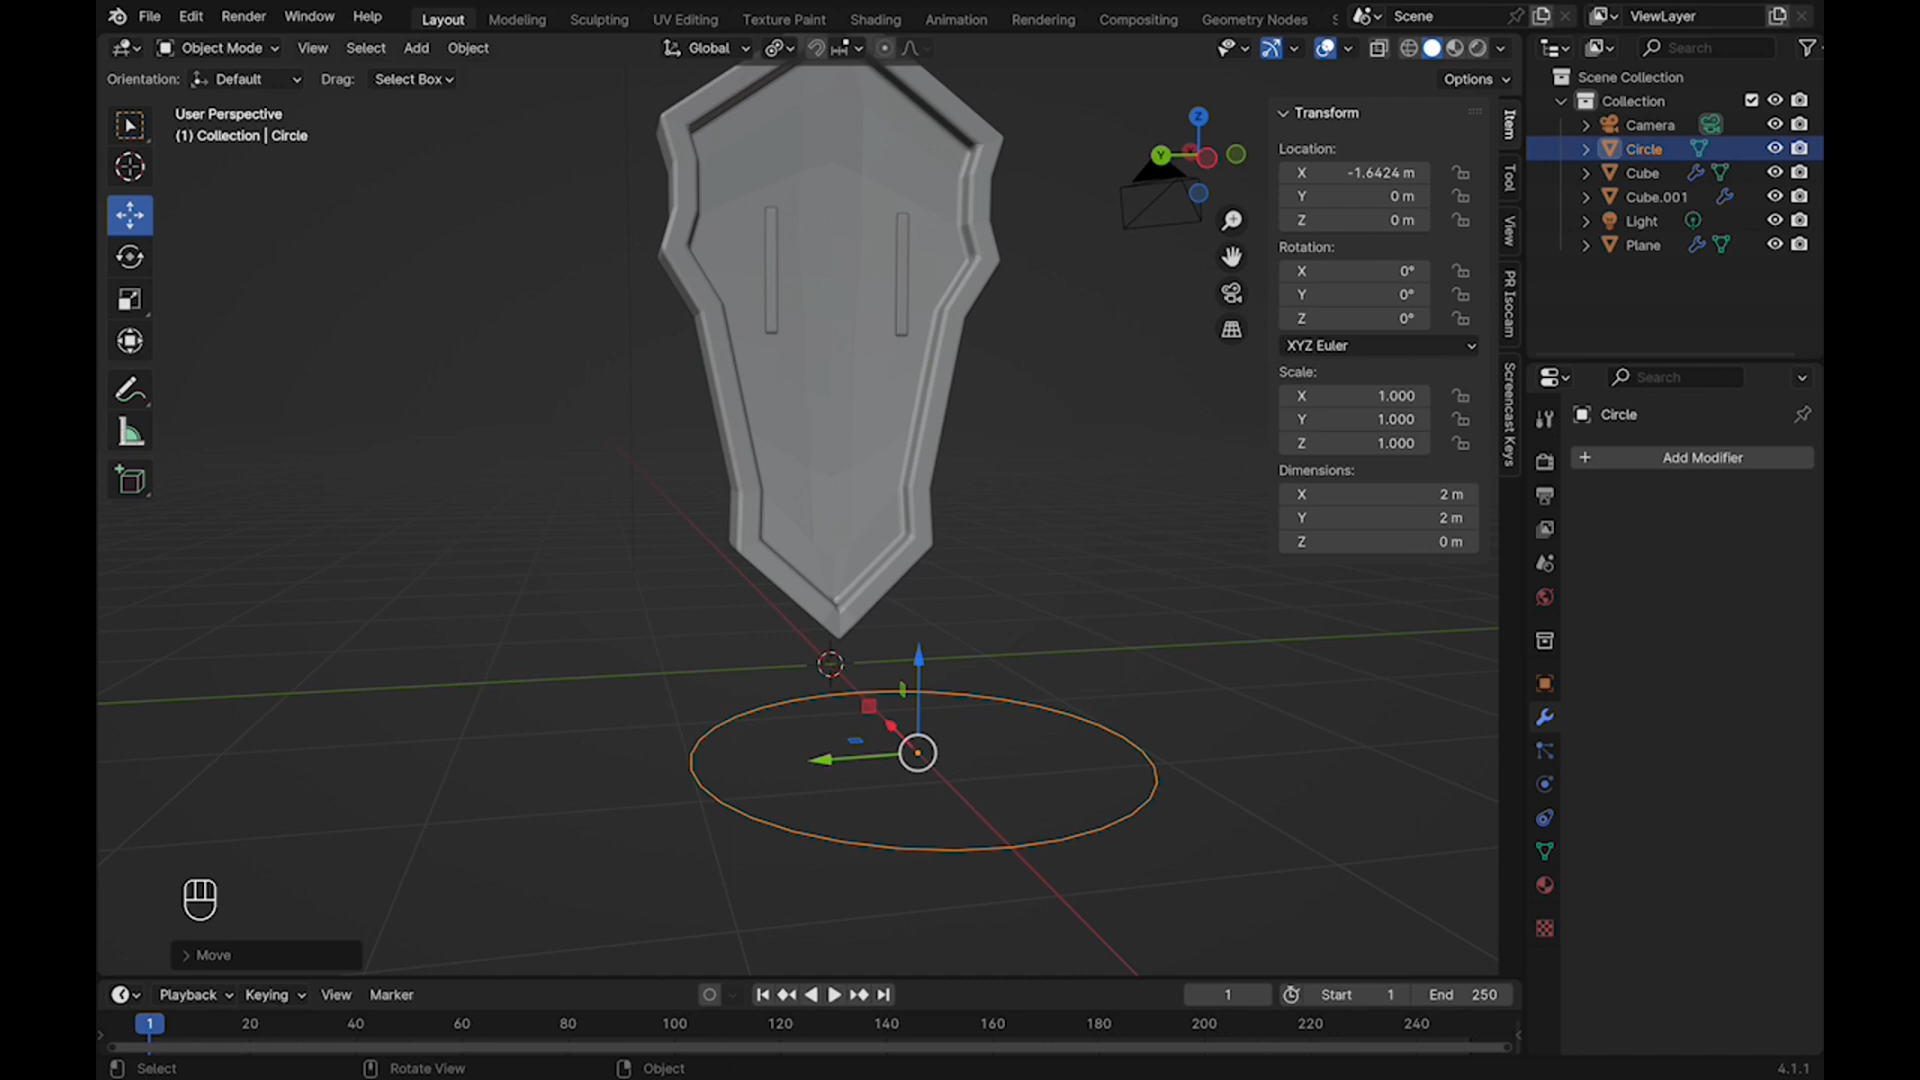 File Edit Render Window Help Layout Modeling Sculpting UV Editing Texture Paint Shading Animation Rendering Compositing Geometry Nodes S Scene ViewLayer
Object Mode View Select Add Object Global Search
Orientation: Default Drag: Select Box Options
User Perspective
(1) Collection | Circle
Z
Y
Transform
Location:
X -1.6424 m
Y 0 m
Z 0 m
Rotation:
X 0°
Y 0°
Z 0°
XYZ Euler
Scale:
X 1.000
Y 1.000
Z 1.000
Dimensions:
X 2 m
Y 2 m
Z 0 m
Item
Tool
View
PR Isocam
Screencast Keys
Scene Collection
Collection
Camera
Circle
Cube
Cube.001
Light
Plane
Search
Circle
+ Add Modifier
> Move
Playback Keying View Marker 1 Start 1 End 250
1 20 40 60 80 100 120 140 160 180 200 220 240
Select Rotate View Object 4.1.1